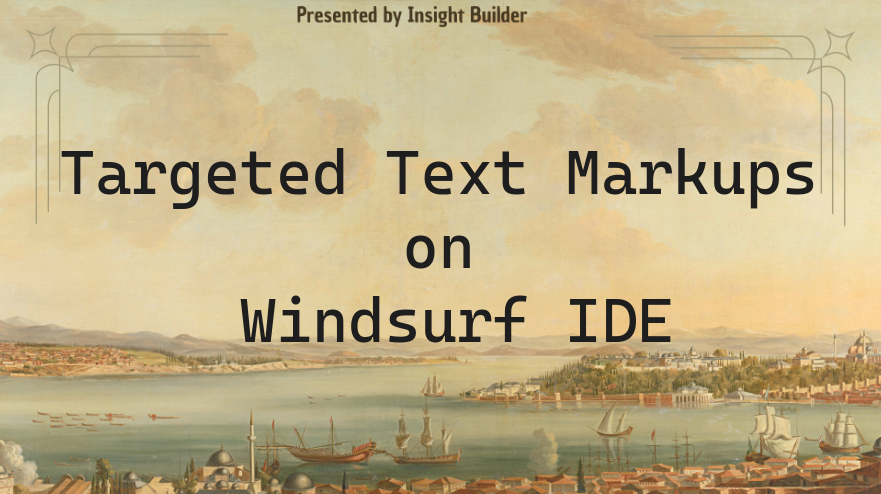 Presented by Insight Builder
Targeted Text Markups
on
Windsurf IDE